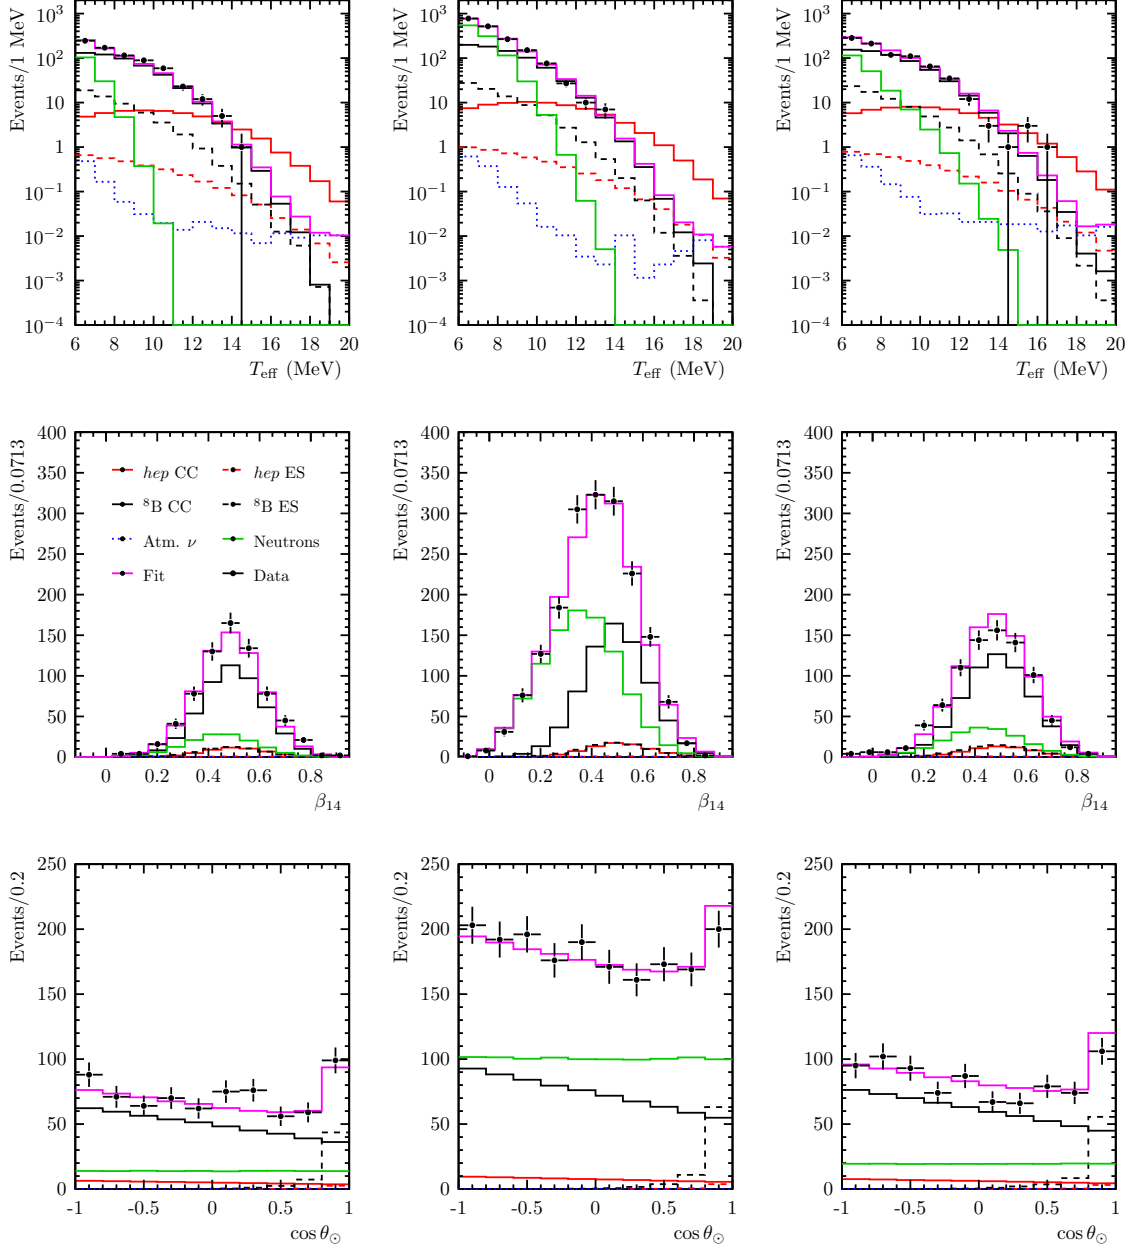 Events/1 MeV
10³
10²
10
1
10⁻¹
10⁻²
10⁻³
10⁻⁴
6 8 10 12 14 16 18 20
T_eff (MeV)
Events/1 MeV
10³
10²
10
1
10⁻¹
10⁻²
10⁻³
10⁻⁴
6 8 10 12 14 16 18 20
T_eff (MeV)
Events/1 MeV
10³
10²
10
1
10⁻¹
10⁻²
10⁻³
10⁻⁴
6 8 10 12 14 16 18 20
T_eff (MeV)
Events/0.0713
400
350
300
250
200
150
100
50
0
hep CC hep ES
⁸B CC ⁸B ES
Atm. ν Neutrons
Fit Data
0 0.2 0.4 0.6 0.8
β₁₄
Events/0.0713
400
350
300
250
200
150
100
50
0
0 0.2 0.4 0.6 0.8
β₁₄
Events/0.0713
400
350
300
250
200
150
100
50
0
0 0.2 0.4 0.6 0.8
β₁₄
Events/0.2
250
200
150
100
50
0
-1 -0.5 0 0.5 1
cos θ_⊙
Events/0.2
250
200
150
100
50
0
-1 -0.5 0 0.5 1
cos θ_⊙
Events/0.2
250
200
150
100
50
0
-1 -0.5 0 0.5 1
cos θ_⊙